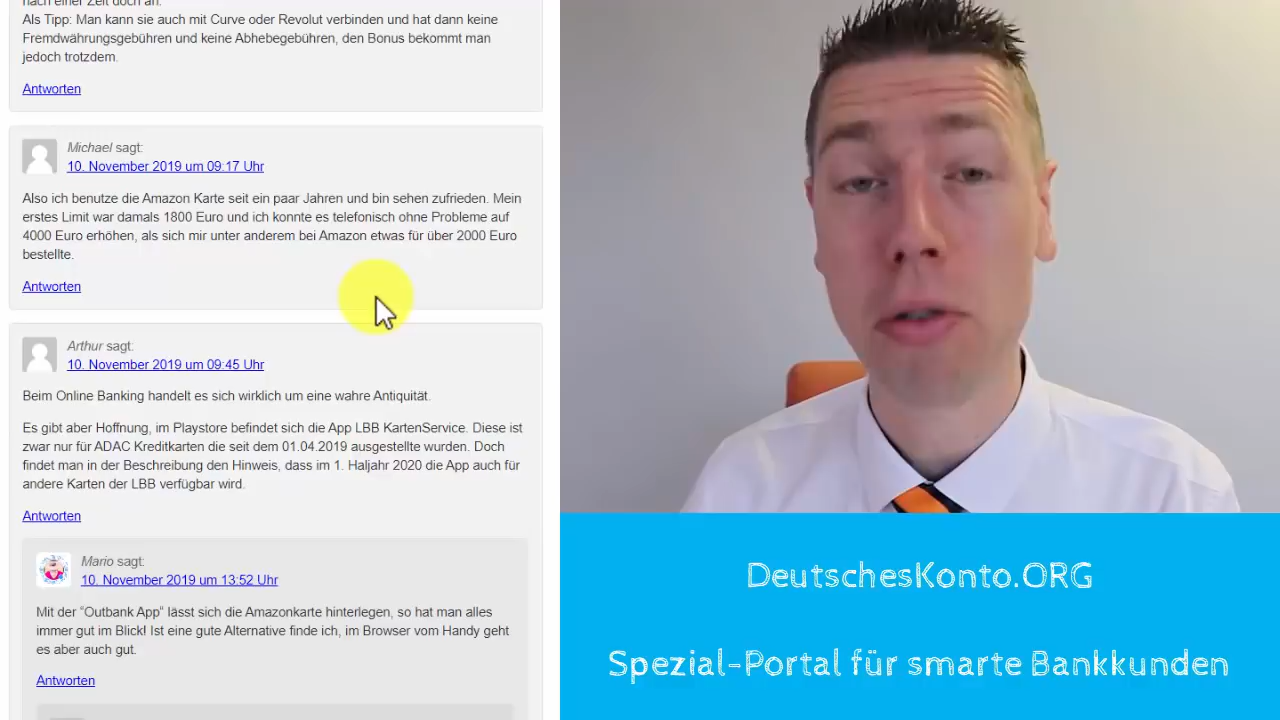 nach einer Zeit doch an.
Als Tipp: Man kann sie auch mit Curve oder Revolut verbinden und hat dann keine
Fremdwährungsgebühren und keine Abhebegebühren, den Bonus bekommt man
jedoch trotzdem.
Antworten
Michael sagt:
10. November 2019 um 09:17 Uhr
Also ich benutze die Amazon Karte seit ein paar Jahren und bin sehen zufrieden. Mein
erstes Limit war damals 1800 Euro und ich konnte es telefonisch ohne Probleme auf
4000 Euro erhöhen, als sich mir unter anderem bei Amazon etwas für über 2000 Euro
bestellte.
Antworten
Arthur sagt:
10. November 2019 um 09:45 Uhr
Beim Online Banking handelt es sich wirklich um eine wahre Antiquität.
Es gibt aber Hoffnung, im Playstore befindet sich die App LBB KartenService. Diese ist
zwar nur für ADAC Kreditkarten die seit dem 01.04.2019 ausgestellte wurden. Doch
findet man in der Beschreibung den Hinweis, dass im 1. Haljahr 2020 die App auch für
andere Karten der LBB verfügbar wird.
Antworten
Mario sagt:
10. November 2019 um 13:52 Uhr
Mit der “Outbank App“ lässt sich die Amazonkarte hinterlegen, so hat man alles
immer gut im Blick! Ist eine gute Alternative finde ich, im Browser vom Handy geht
es aber auch gut.
Antworten
DeutschesKonto.ORG
Spezial-Portal für smarte Bankkunden